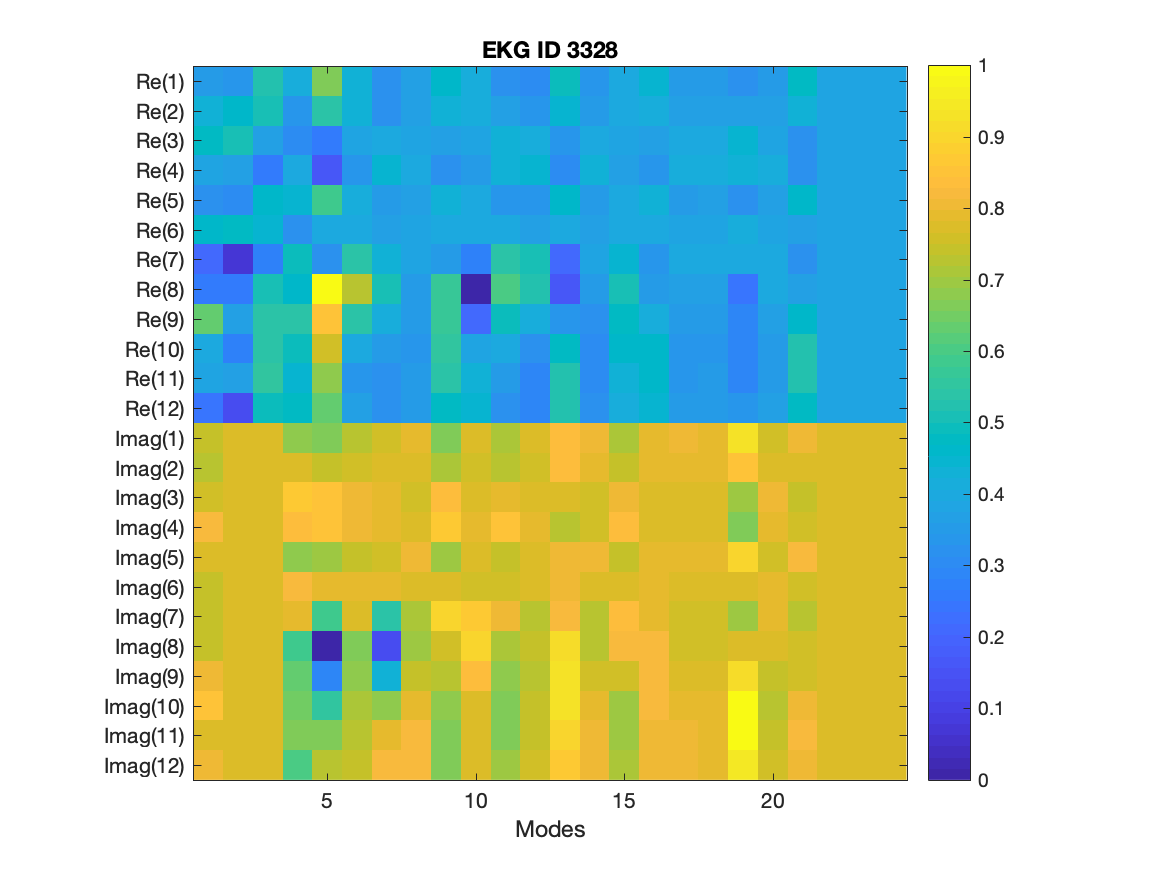 EKG ID 3328
Re(1)
Re(2)
Re(3)
Re(4)
Re(5)
Re(6)
Re(7)
Re(8)
Re(9)
Re(10)
Re(11)
Re(12)
Imag(1)
Imag(2)
Imag(3)
Imag(4)
Imag(5)
Imag(6)
Imag(7)
Imag(8)
Imag(9)
Imag(10)
Imag(11)
Imag(12)
5 10 15 20
Modes
1
0.9
0.8
0.7
0.6
0.5
0.4
0.3
0.2
0.1
0